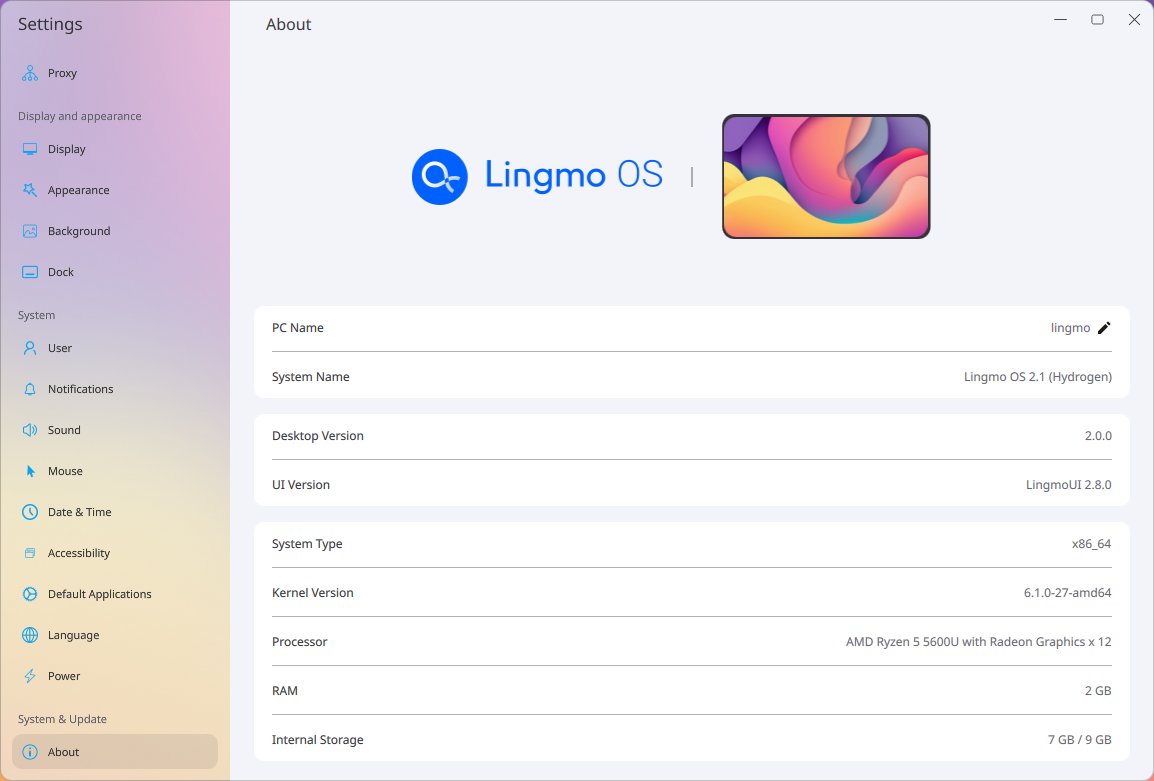 Settings
Proxy
Display and appearance
Display
Appearance
Background
Dock
System
User
Notifications
Sound
Mouse
Date & Time
Accessibility
Default Applications
Language
Power
System & Update
About
About
Lingmo OS
PC Name lingmo
System Name Lingmo OS 2.1 (Hydrogen)
Desktop Version 2.0.0
UI Version LingmoUI 2.8.0
System Type x86_64
Kernel Version 6.1.0-27-amd64
Processor AMD Ryzen 5 5600U with Radeon Graphics x 12
RAM 2 GB
Internal Storage 7 GB / 9 GB